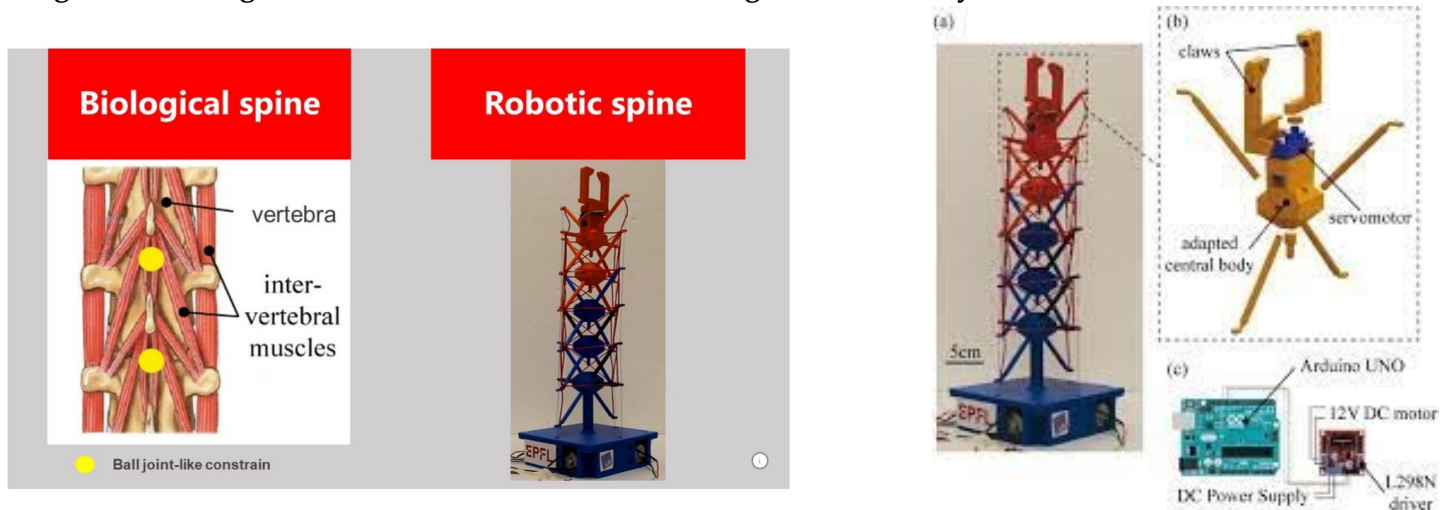 Biological spine
Robotic spine
vertebra
inter-
vertebral
muscles
Ball joint-like constrain
EPFL
(a)
5cm
EPFL
(b)
claws
servomotor
adapted
central body
(c)
Arduino UNO
12V DC motor
DC Power Supply
L298N
driver